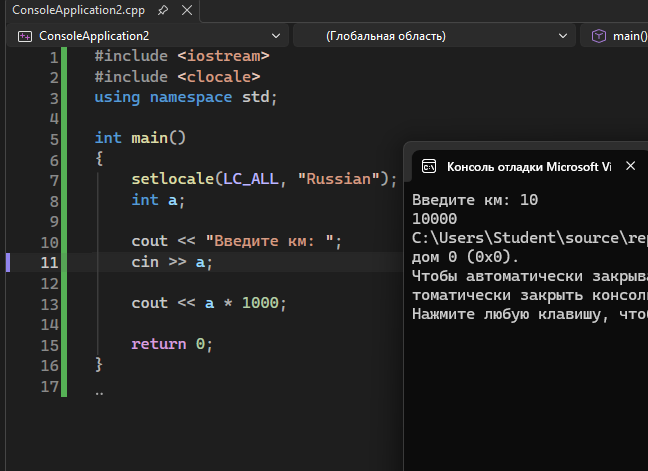 ConsoleApplication2.cpp
ConsoleApplication2 (Глобальная область) main()
1 #include <iostream>
2 #include <clocale>
3 using namespace std;
4
5 int main()
6 {
7 setlocale(LC_ALL, "Russian");
8 int a;
9
10 cout << "Введите км: ";
11 cin >> a;
12
13 cout << a * 1000;
14
15 return 0;
16 }
17 ..
Консоль отладки Microsoft Vi
Введите км: 10
10000
C:\Users\Student\source\rep
дом 0 (0x0).
Чтобы автоматически закрыва
томатически закрыть консол
Нажмите любую клавишу, что